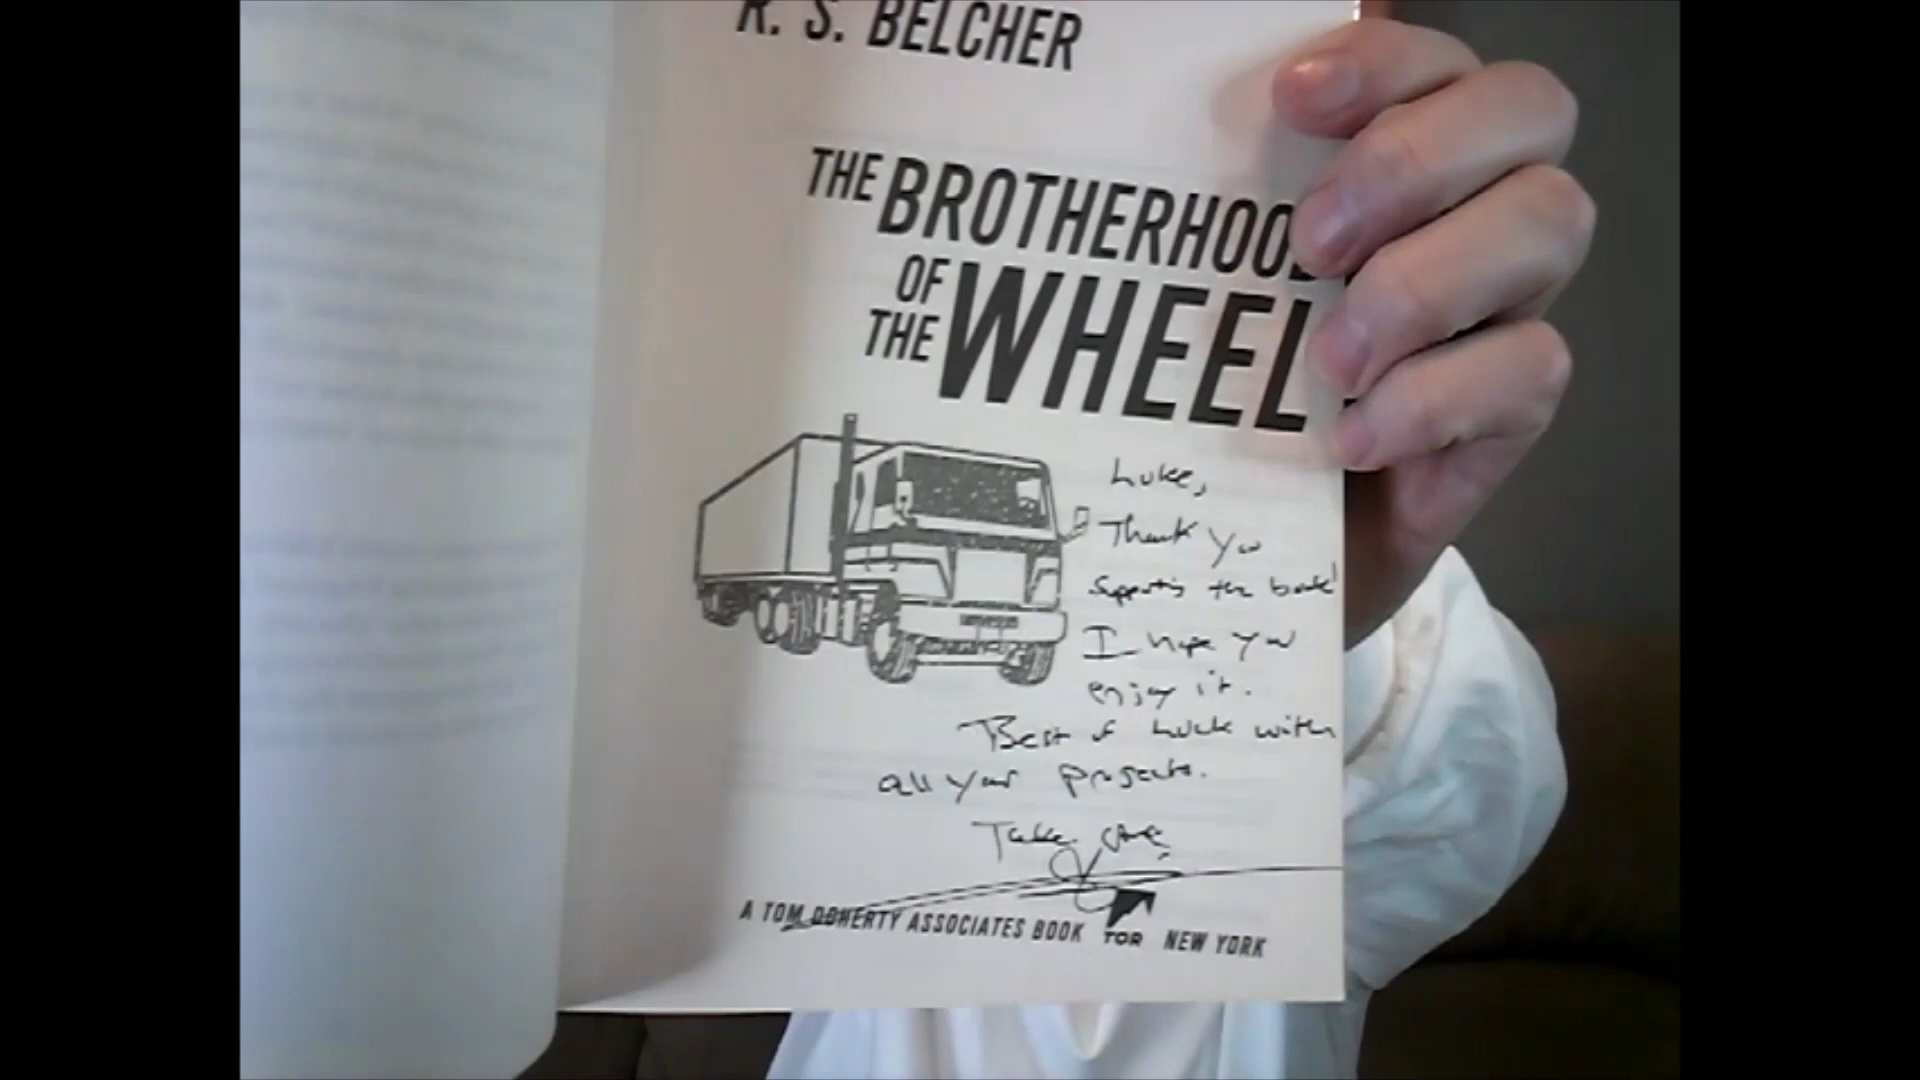 R. S. BELCHER
THE BROTHERHOOD
OF
THE WHEEL
Luke,
Thank you
supporting the book!
I hope you
enjoy it.
Best of Luck with
all your projects.
Take care
A TOM DOHERTY ASSOCIATES BOOK TOR NEW YORK